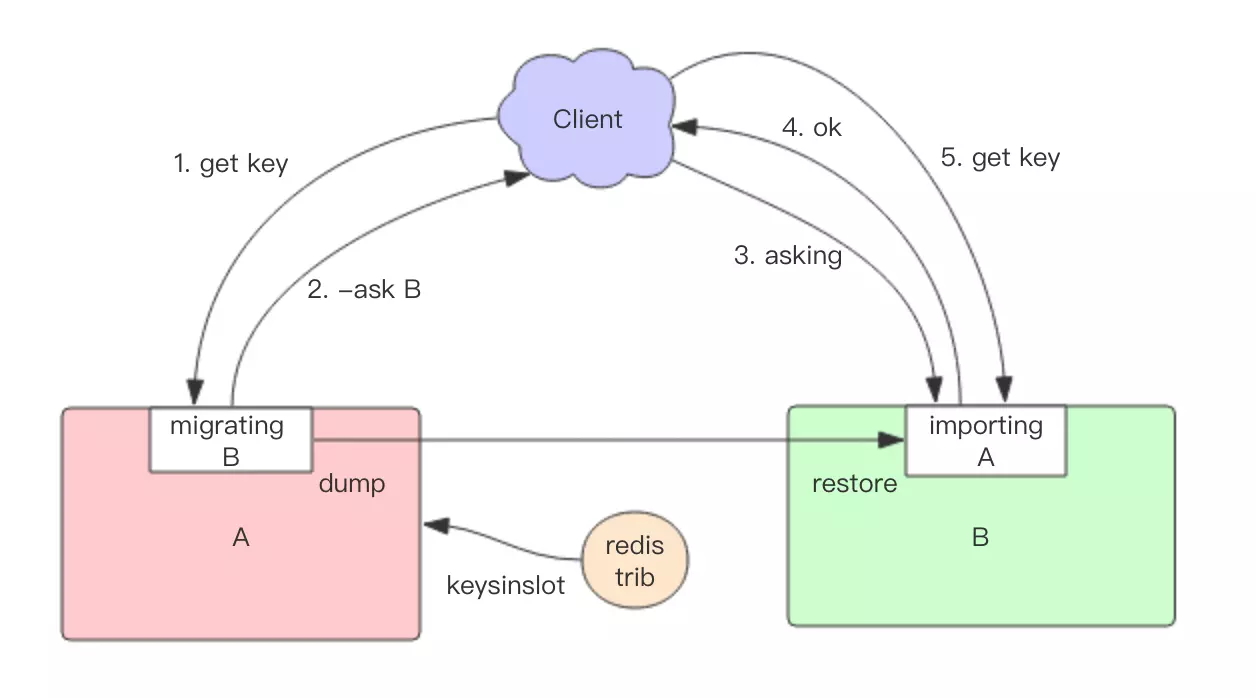 Client
1. get key
4. ok
5. get key
3. asking
2. –ask B
migrating
B
importing
A
dump
restore
A
B
redis
trib
keysinslot